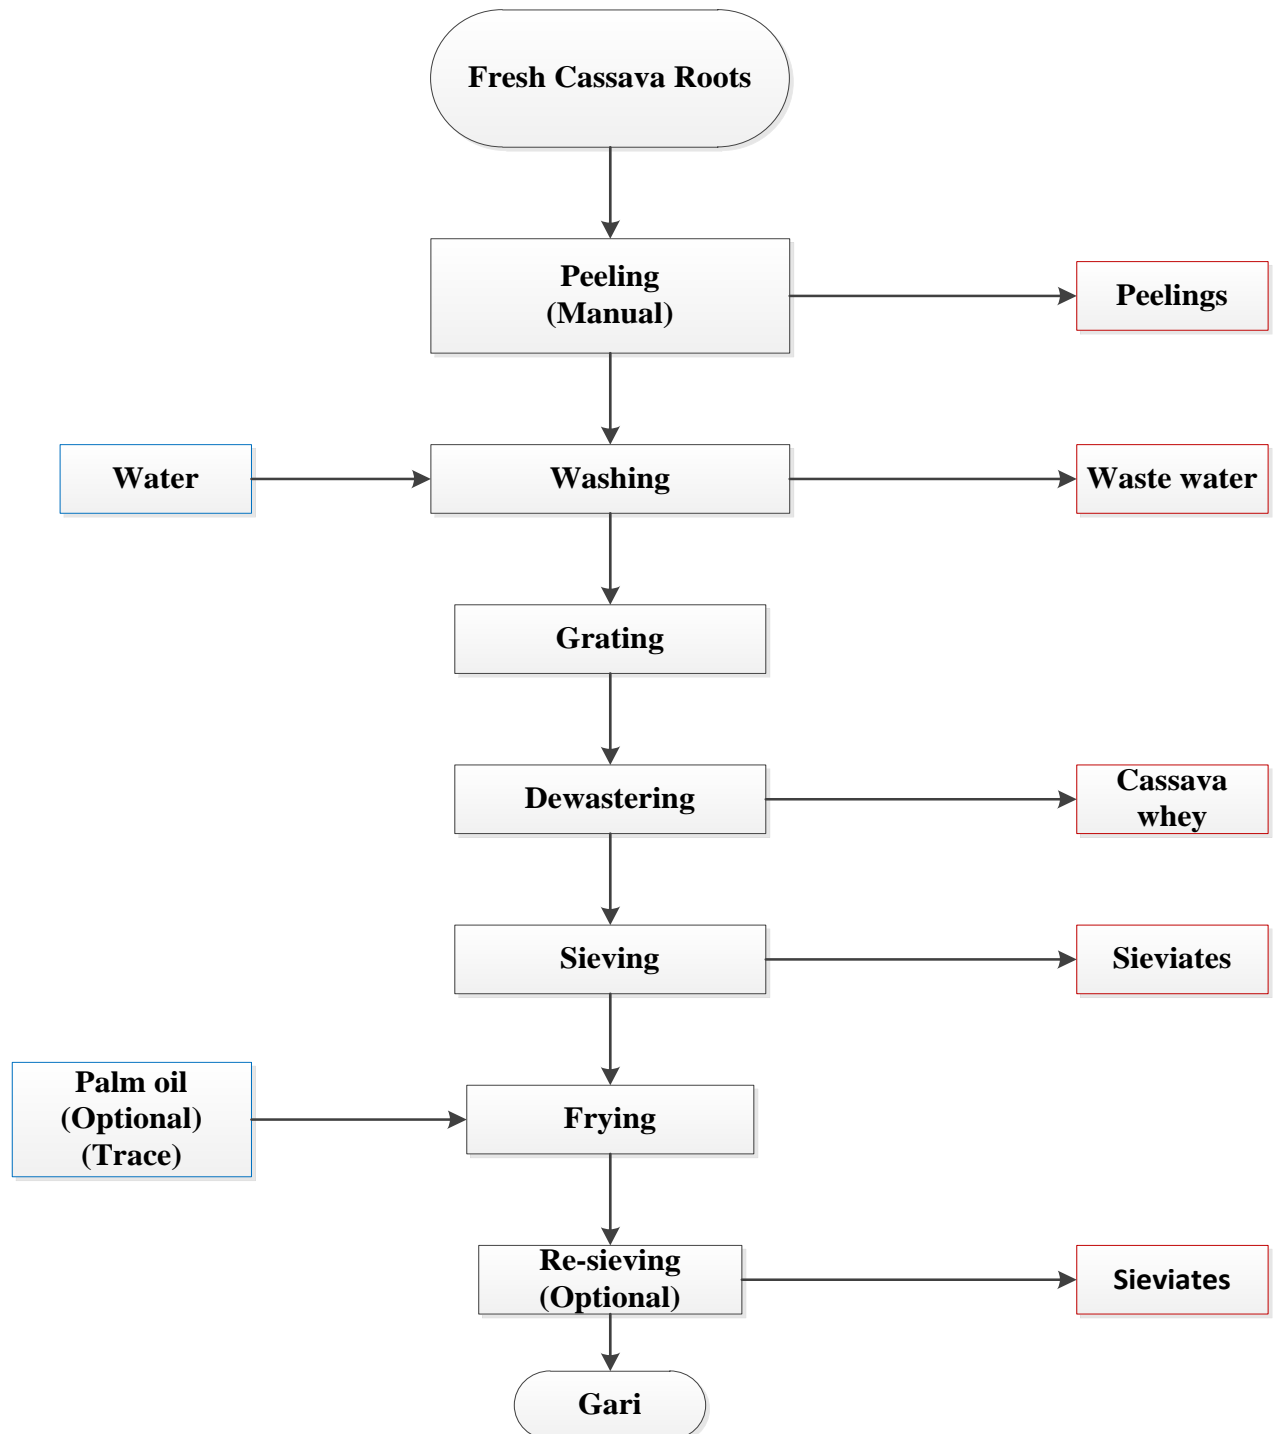 Fresh Cassava Roots
Peeling
(Manual)
Peelings
Water
Washing
Waste water
Grating
Dewastering
Cassava
whey
Sieving
Sieviates
Palm oil
(Optional)
(Trace)
Frying
Re-sieving
(Optional)
Sieviates
Gari